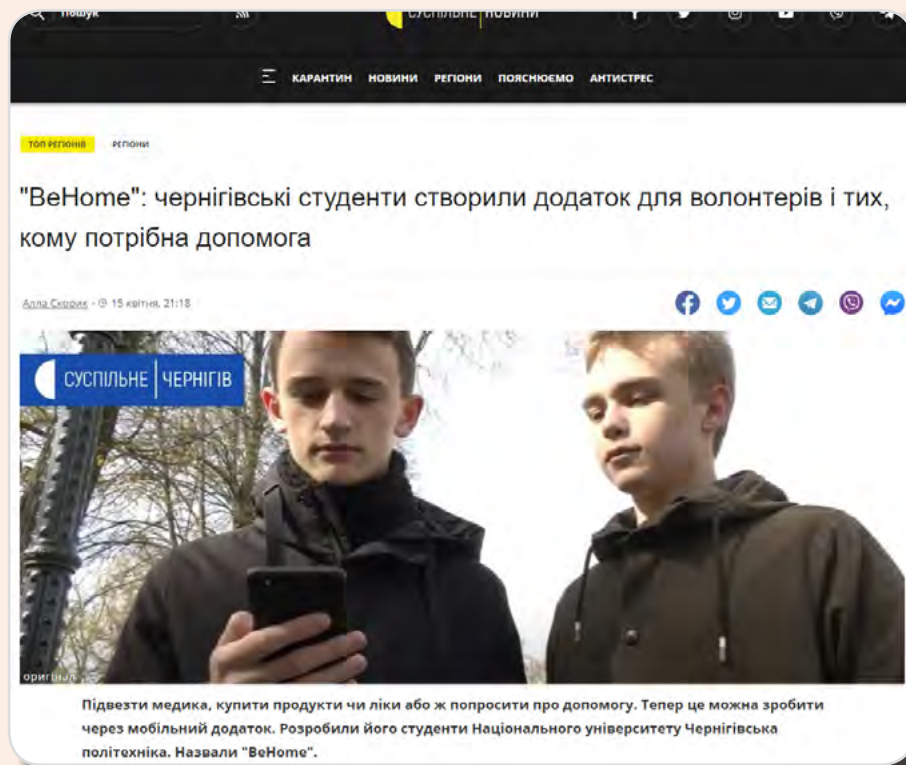 Пошук
СУСПІЛЬНЕ | НОВИНИ
КАРАНТИН НОВИНИ РЕГІОНИ ПОЯСНЮЄМО АНТИСТРЕС
ТОП РЕГІОНІВ РЕГІОНИ
"BeHome": чернігівські студенти створили додаток для волонтерів і тих,
кому потрібна допомога
Алла Скорик - 15 квітня, 21:18
СУСПІЛЬНЕ | ЧЕРНІГІВ
оригінал
Підвезти медика, купити продукти чи ліки або ж попросити про допомогу. Тепер це можна зробити
через мобільний додаток. Розробили його студенти Національного університету Чернігівська
політехніка. Назвали "BeHome".